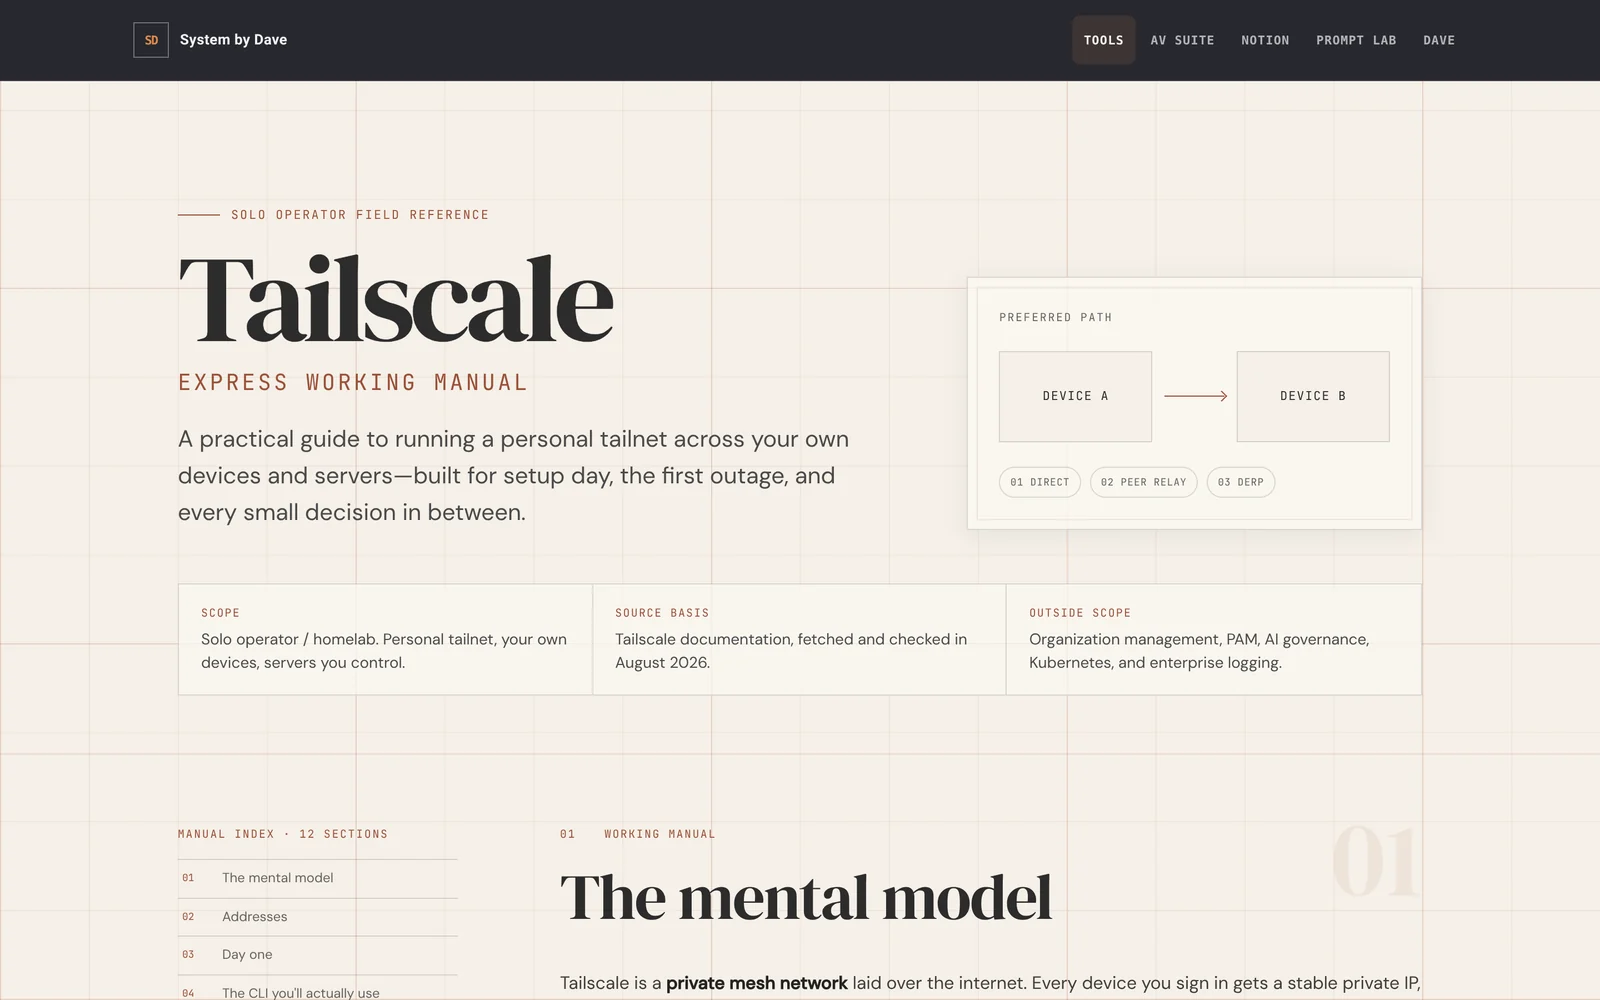 SD
System by Dave
TOOLS
AV SUITE
NOTION
PROMPT LAB
DAVE
SOLO OPERATOR FIELD REFERENCE
Tailscale
EXPRESS WORKING MANUAL
A practical guide to running a personal tailnet across your own
devices and servers—built for setup day, the first outage, and
every small decision in between.
PREFERRED PATH
DEVICE A
DEVICE B
01 DIRECT
02 PEER RELAY
03 DERP
SCOPE
Solo operator / homelab. Personal tailnet, your own
devices, servers you control.
SOURCE BASIS
Tailscale documentation, fetched and checked in
August 2026.
OUTSIDE SCOPE
Organization management, PAM, AI governance,
Kubernetes, and enterprise logging.
MANUAL INDEX · 12 SECTIONS
01 The mental model
02 Addresses
03 Day one
04 The CLI you'll actually use
01 WORKING MANUAL
01
The mental model
Tailscale is a private mesh network laid over the internet. Every device you sign in gets a stable private IP,